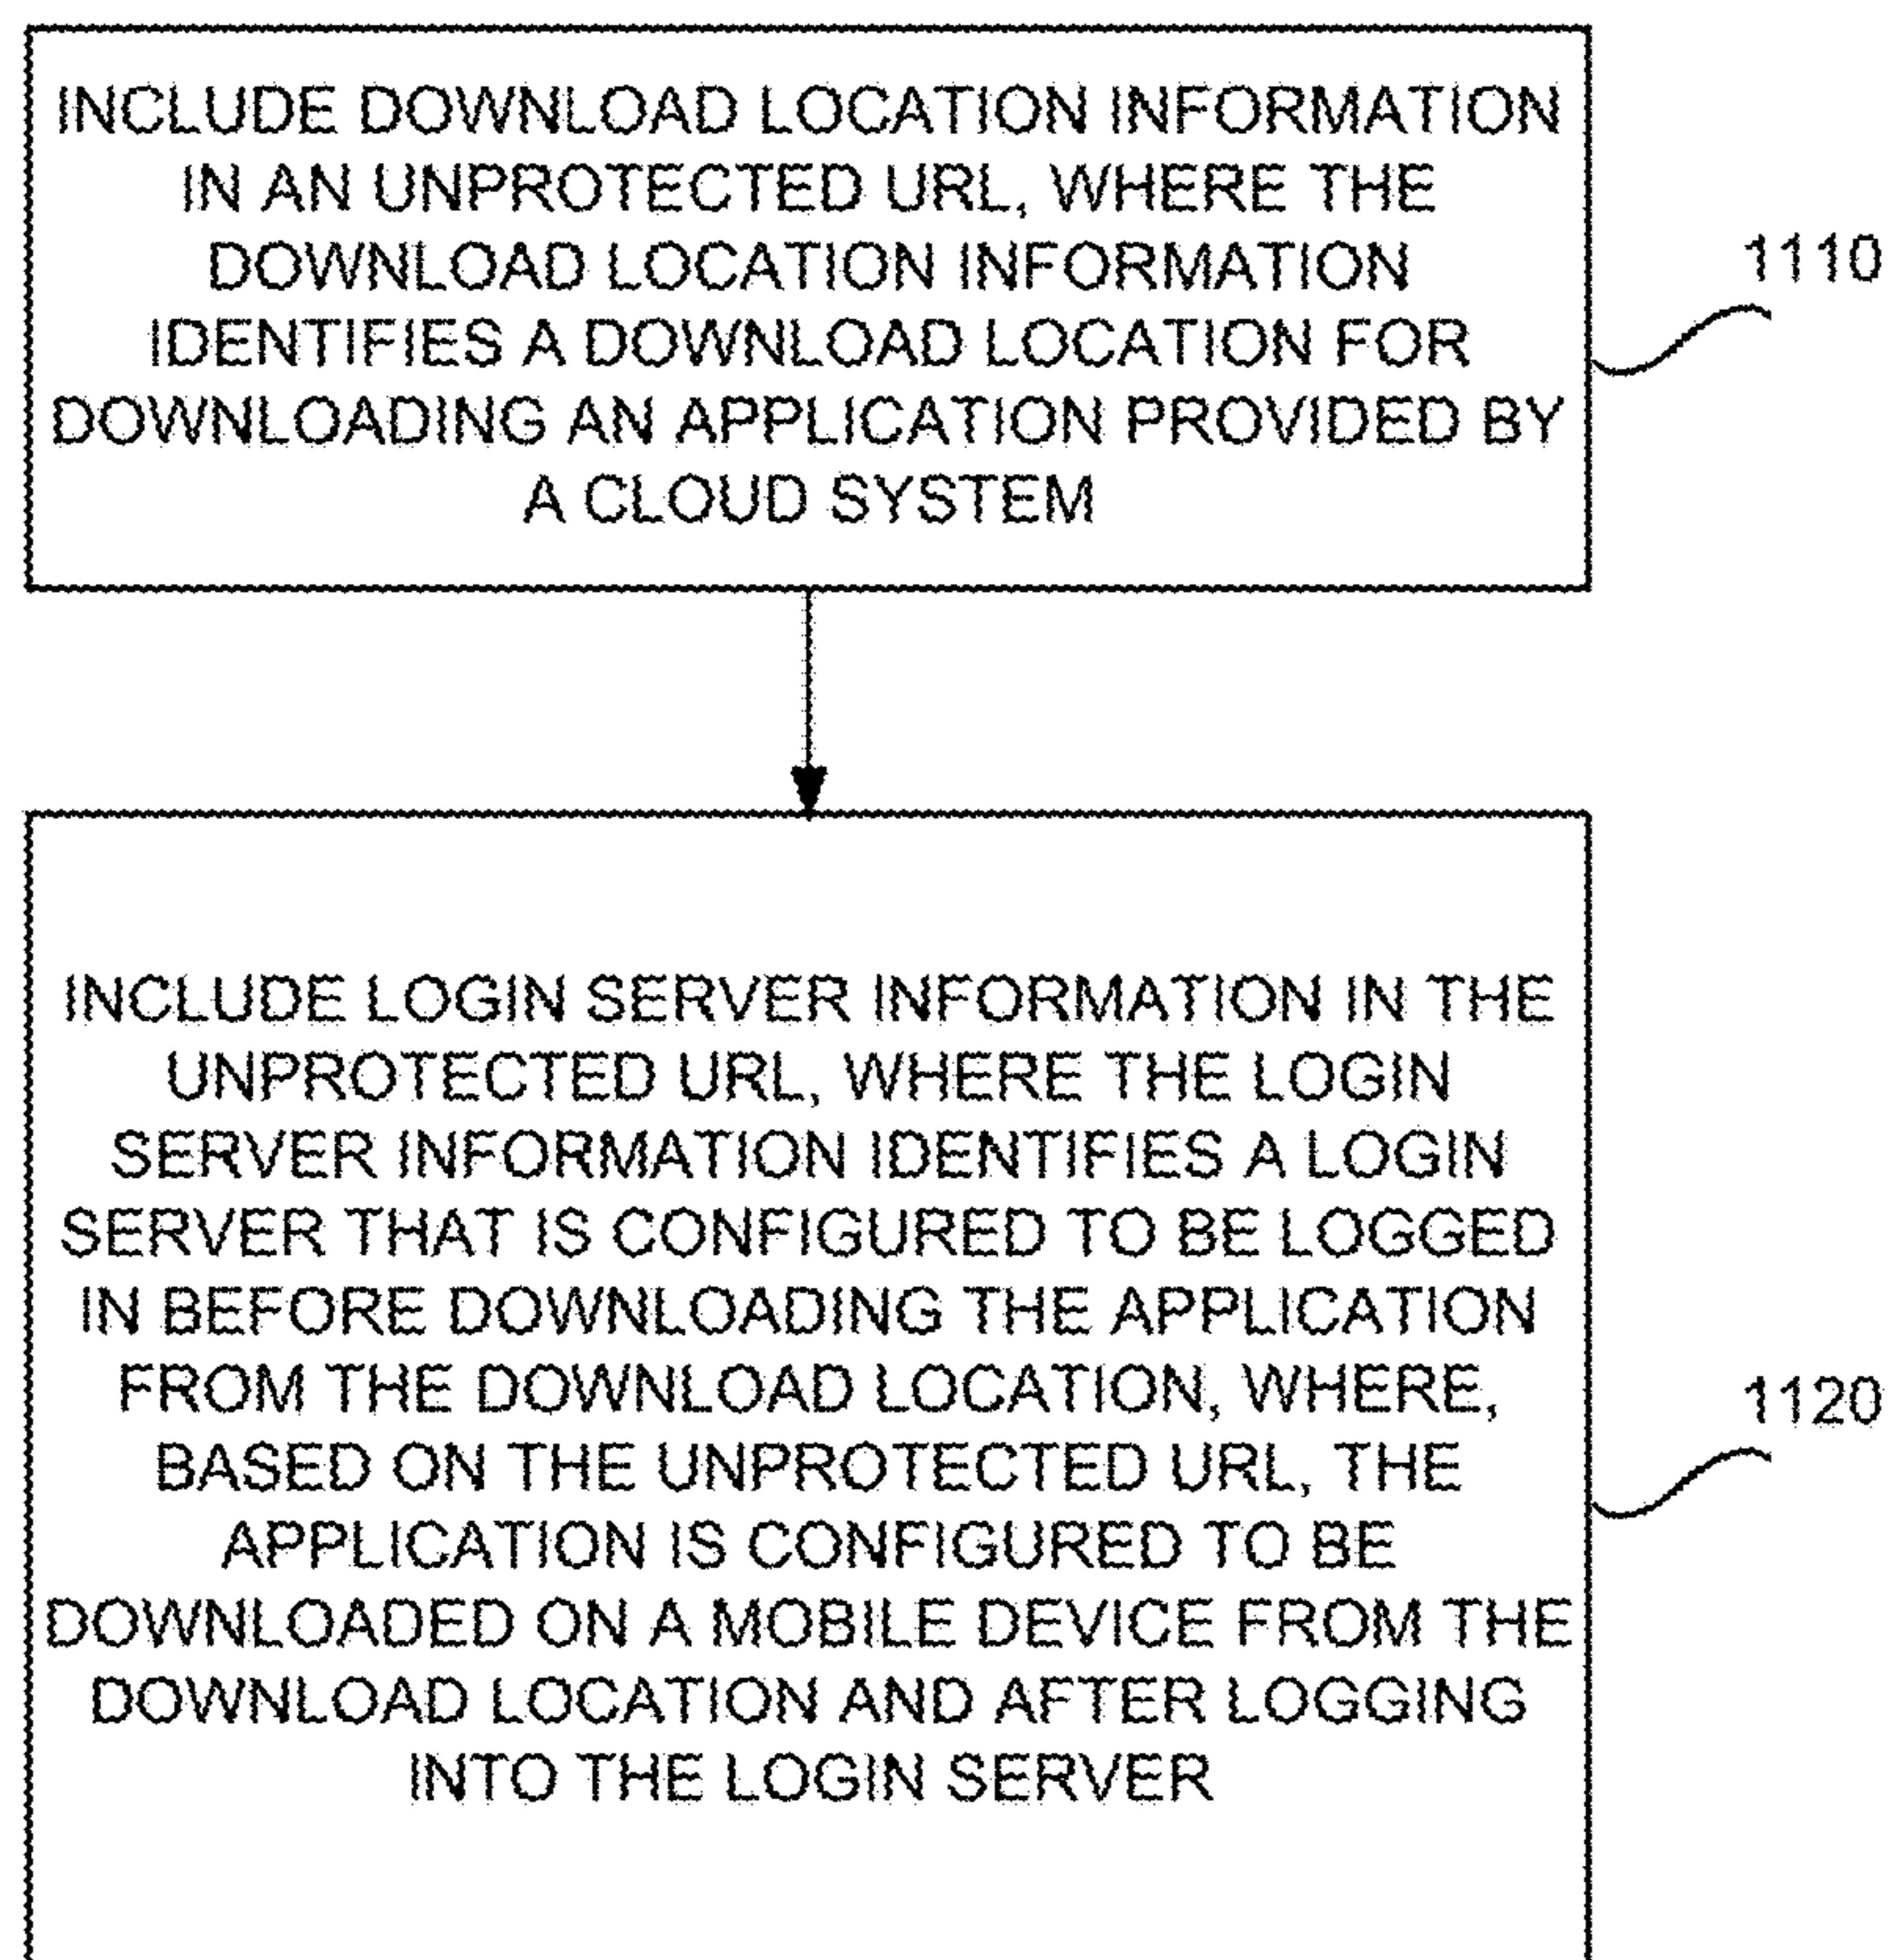 INCLUDE DOWNLOAD LOCATION INFORMATION
IN AN UNPROTECTED URL, WHERE THE
DOWNLOAD LOCATION INFORMATION
IDENTIFIES A DOWNLOAD LOCATION FOR
DOWNLOADING AN APPLICATION PROVIDED BY
A CLOUD SYSTEM
1110
INCLUDE LOGIN SERVER INFORMATION IN THE
UNPROTECTED URL, WHERE THE LOGIN
SERVER INFORMATION IDENTIFIES A LOGIN
SERVER THAT IS CONFIGURED TO BE LOGGED
IN BEFORE DOWNLOADING THE APPLICATION
FROM THE DOWNLOAD LOCATION, WHERE,
BASED ON THE UNPROTECTED URL, THE
APPLICATION IS CONFIGURED TO BE
DOWNLOADED ON A MOBILE DEVICE FROM THE
DOWNLOAD LOCATION AND AFTER LOGGING
INTO THE LOGIN SERVER
1120